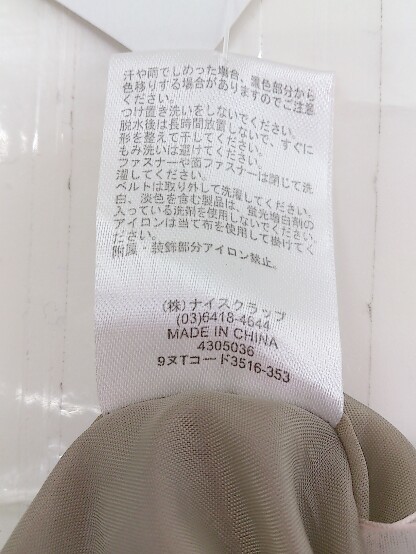 汗や雨でしめった場合、濃色部分から
色移りする場合がありますのでご注意
ください。
つけ置き洗いをしないでください。
脱水後は長時間放置しないで、すぐに
形を整えて干してください。
もみ洗いは避けてください。
ファスナーや面ファスナーは閉じて洗
濯してください。
ベルトは取り外して洗濯してください。
白、淡色を含む製品は、蛍光増白剤の
入っている洗剤を使用しないでください。
アイロンは当て布を使用して掛けてく
ださい。
附属・装飾部分アイロン禁止。
(株)ナイスクラップ
(03)6418-4644
MADE IN CHINA
4305036
9ヌTコード3516-353